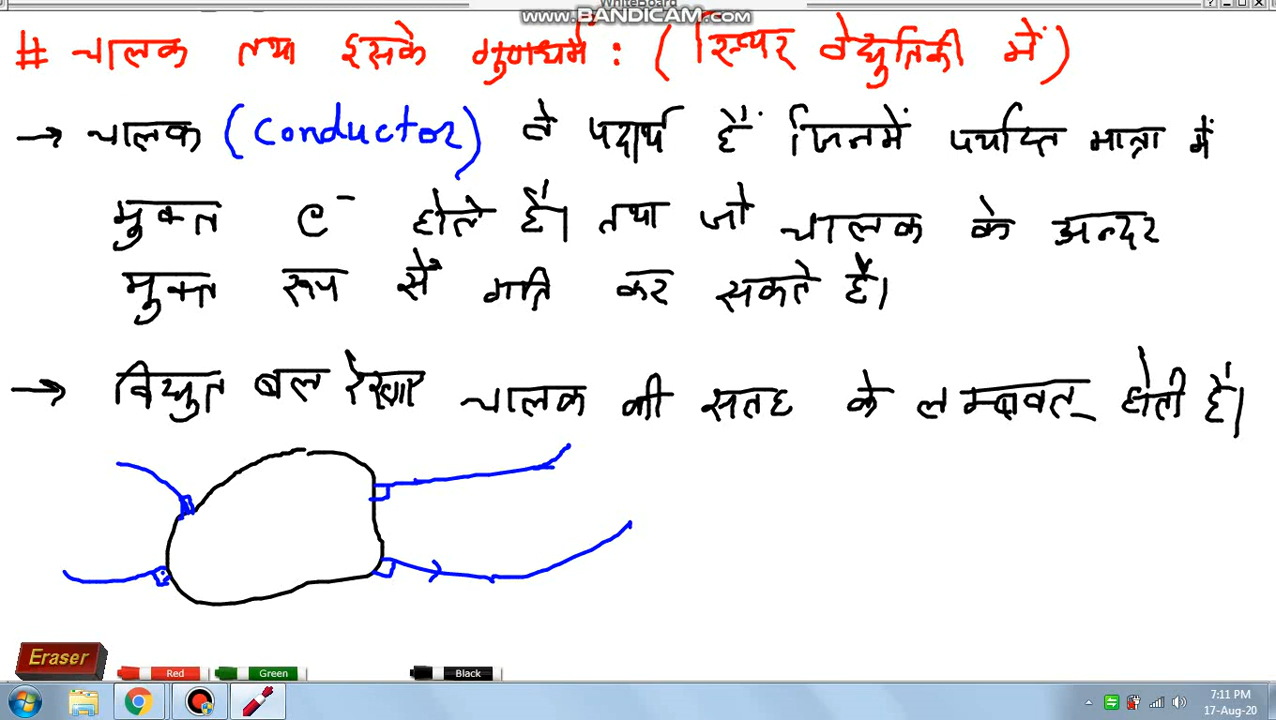 WhiteBoard
WWW.BANDICAM.COM
# चालक तथा इसके गुणधर्म : (स्थिर वैद्युतिकी में)
→ चालक (Conductor) वे पदार्थ हैं जिनमें पर्याप्त मात्रा में
मुक्त e⁻ होते हैं। तथा जो चालक के अन्दर
मुक्त रूप से गति कर सकते हैं।
→ विद्युत बल रेखाएं चालक की सतह के लम्बवत् होती हैं।
Eraser Red Green Black
7:11 PM
17-Aug-20